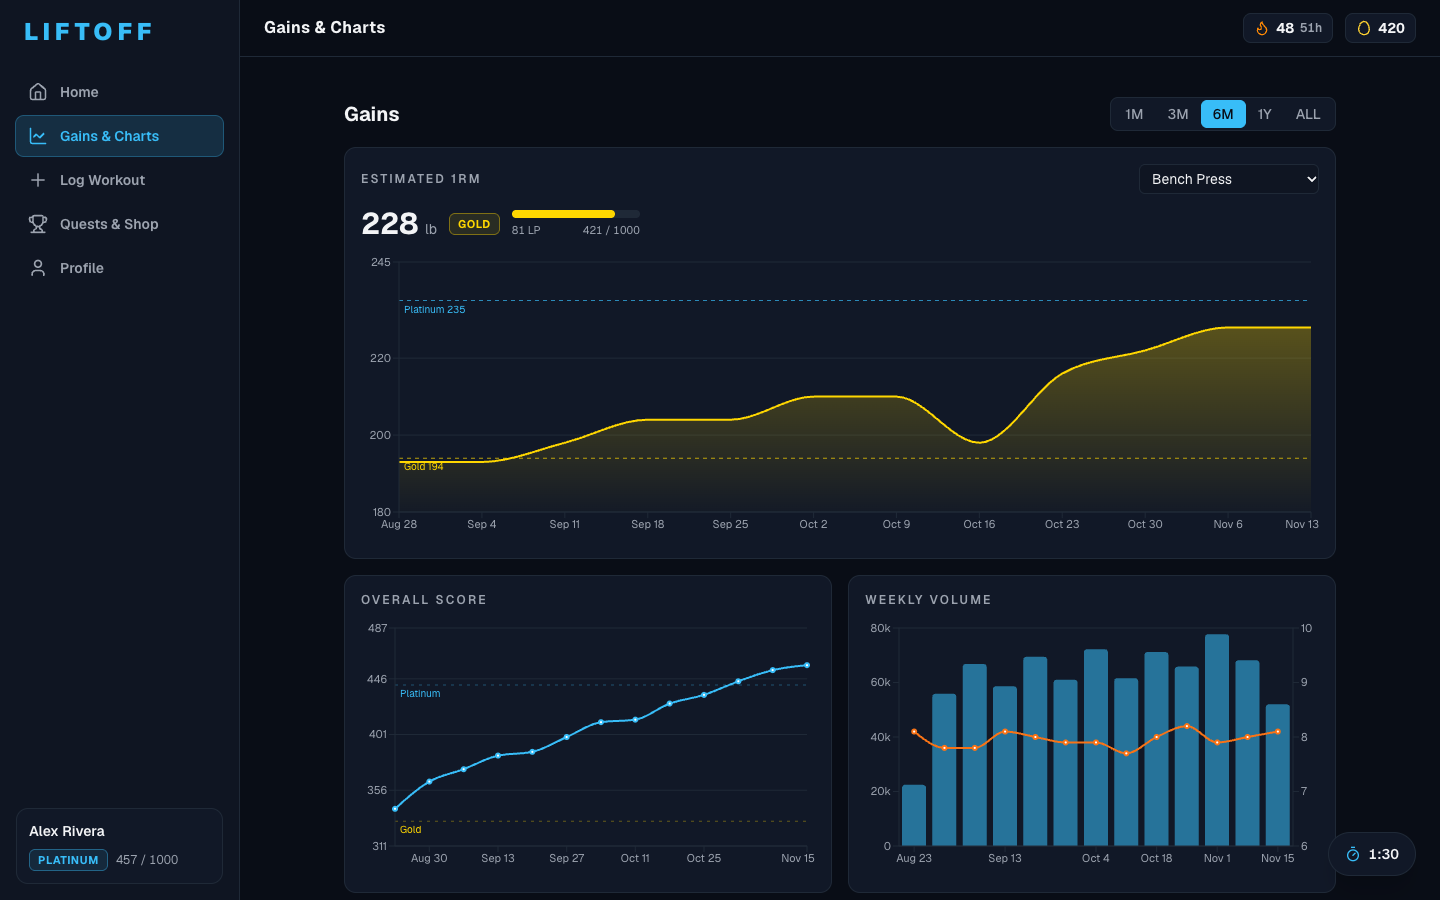 LIFTOFF
Home
Gains & Charts
Log Workout
Quests & Shop
Profile
Alex Rivera
PLATINUM 457 / 1000
Gains & Charts
48 51h
420
Gains
1M 3M 6M 1Y ALL
ESTIMATED 1RM
Bench Press
228 lb GOLD
81 LP 421 / 1000
245
Platinum 235
220
200
Gold 194
180
Aug 28 Sep 4 Sep 11 Sep 18 Sep 25 Oct 2 Oct 9 Oct 16 Oct 23 Oct 30 Nov 6 Nov 13
OVERALL SCORE
487
446
Platinum
401
356
Gold
311
Aug 30 Sep 13 Sep 27 Oct 11 Oct 25 Nov 15
WEEKLY VOLUME
80k 10
60k 9
40k 8
20k 7
0 6
Aug 23 Sep 13 Oct 4 Oct 18 Nov 1 Nov 15
1:30